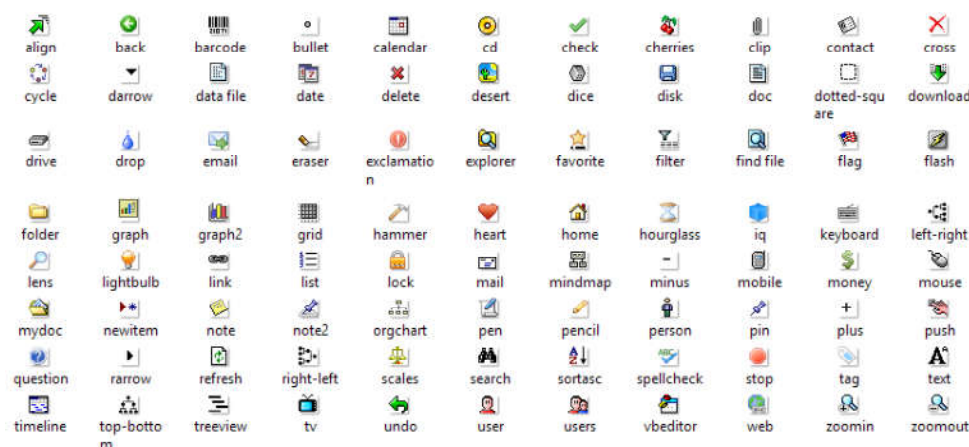 align back barcode bullet calendar cd check cherries clip contact cross
cycle darrow data file date delete desert dice disk doc dotted-squ download
are
drive drop email eraser exclamatio explorer favorite filter find file flag flash
n
folder graph graph2 grid hammer heart home hourglass iq keyboard left-right
lens lightbulb link list lock mail mindmap minus mobile money mouse
mydoc newitem note note2 orgchart pen pencil person pin plus push
question rarrow refresh right-left scales search sortasc spellcheck stop tag text
timeline top-botto treeview tv undo user users vbeditor web zoomin zoomout
m